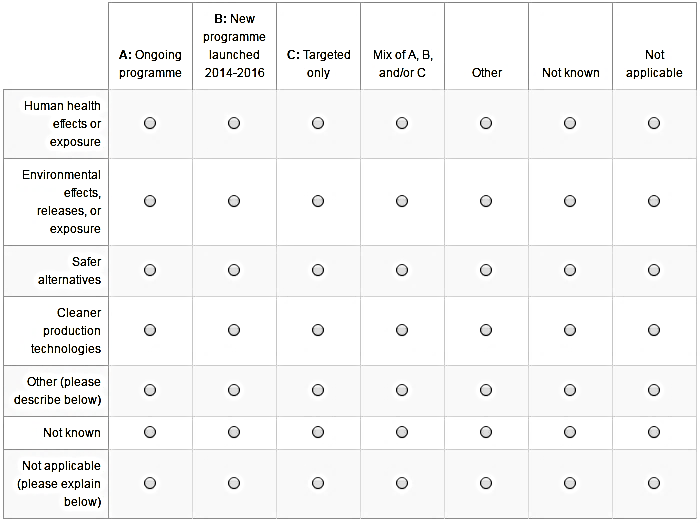 A: Ongoing
programme
B: New
programme
launched
2014-2016
C: Targeted
only
Mix of A, B,
and/or C
Other
Not known
Not
applicable
Human health
effects or
exposure
Environmental
effects,
releases, or
exposure
Safer
alternatives
Cleaner
production
technologies
Other (please
describe below)
Not known
Not applicable
(please explain
below)